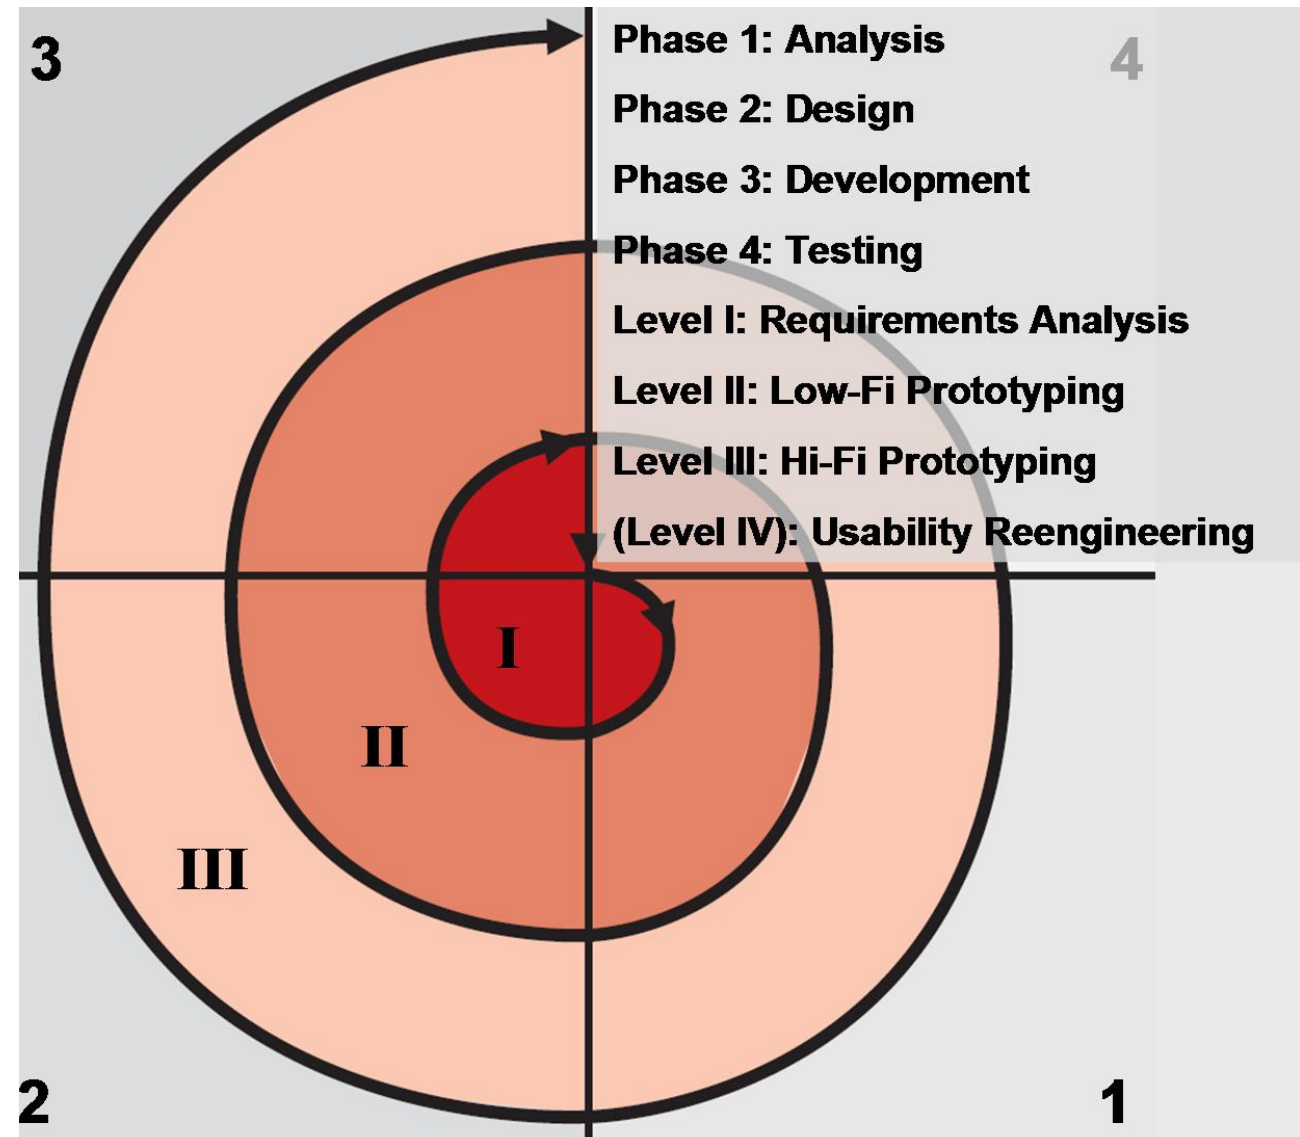 3
Phase 1: Analysis
4
Phase 2: Design
Phase 3: Development
Phase 4: Testing
Level I: Requirements Analysis
Level II: Low-Fi Prototyping
Level III: Hi-Fi Prototyping
(Level IV): Usability Reengineering
I
II
III
2
1